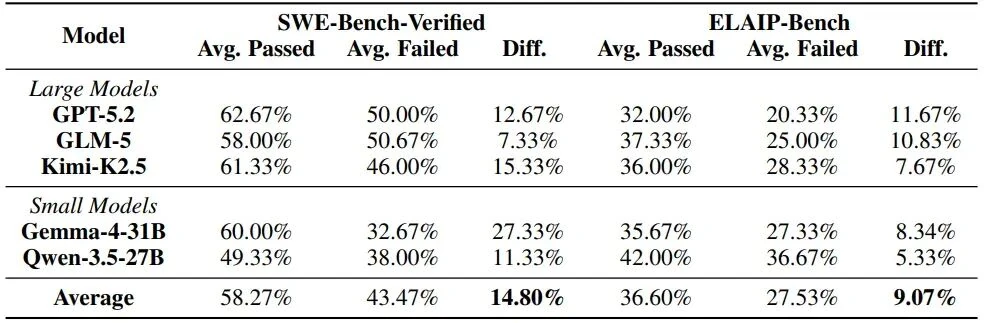 Model SWE-Bench-Verified ELAIP-Bench
Avg. Passed Avg. Failed Diff. Avg. Passed Avg. Failed Diff.
Large Models
GPT-5.2 62.67% 50.00% 12.67% 32.00% 20.33% 11.67%
GLM-5 58.00% 50.67% 7.33% 37.33% 25.00% 10.83%
Kimi-K2.5 61.33% 46.00% 15.33% 36.00% 28.33% 7.67%
Small Models
Gemma-4-31B 60.00% 32.67% 27.33% 35.67% 27.33% 8.34%
Qwen-3.5-27B 49.33% 38.00% 11.33% 42.00% 36.67% 5.33%
Average 58.27% 43.47% 14.80% 36.60% 27.53% 9.07%